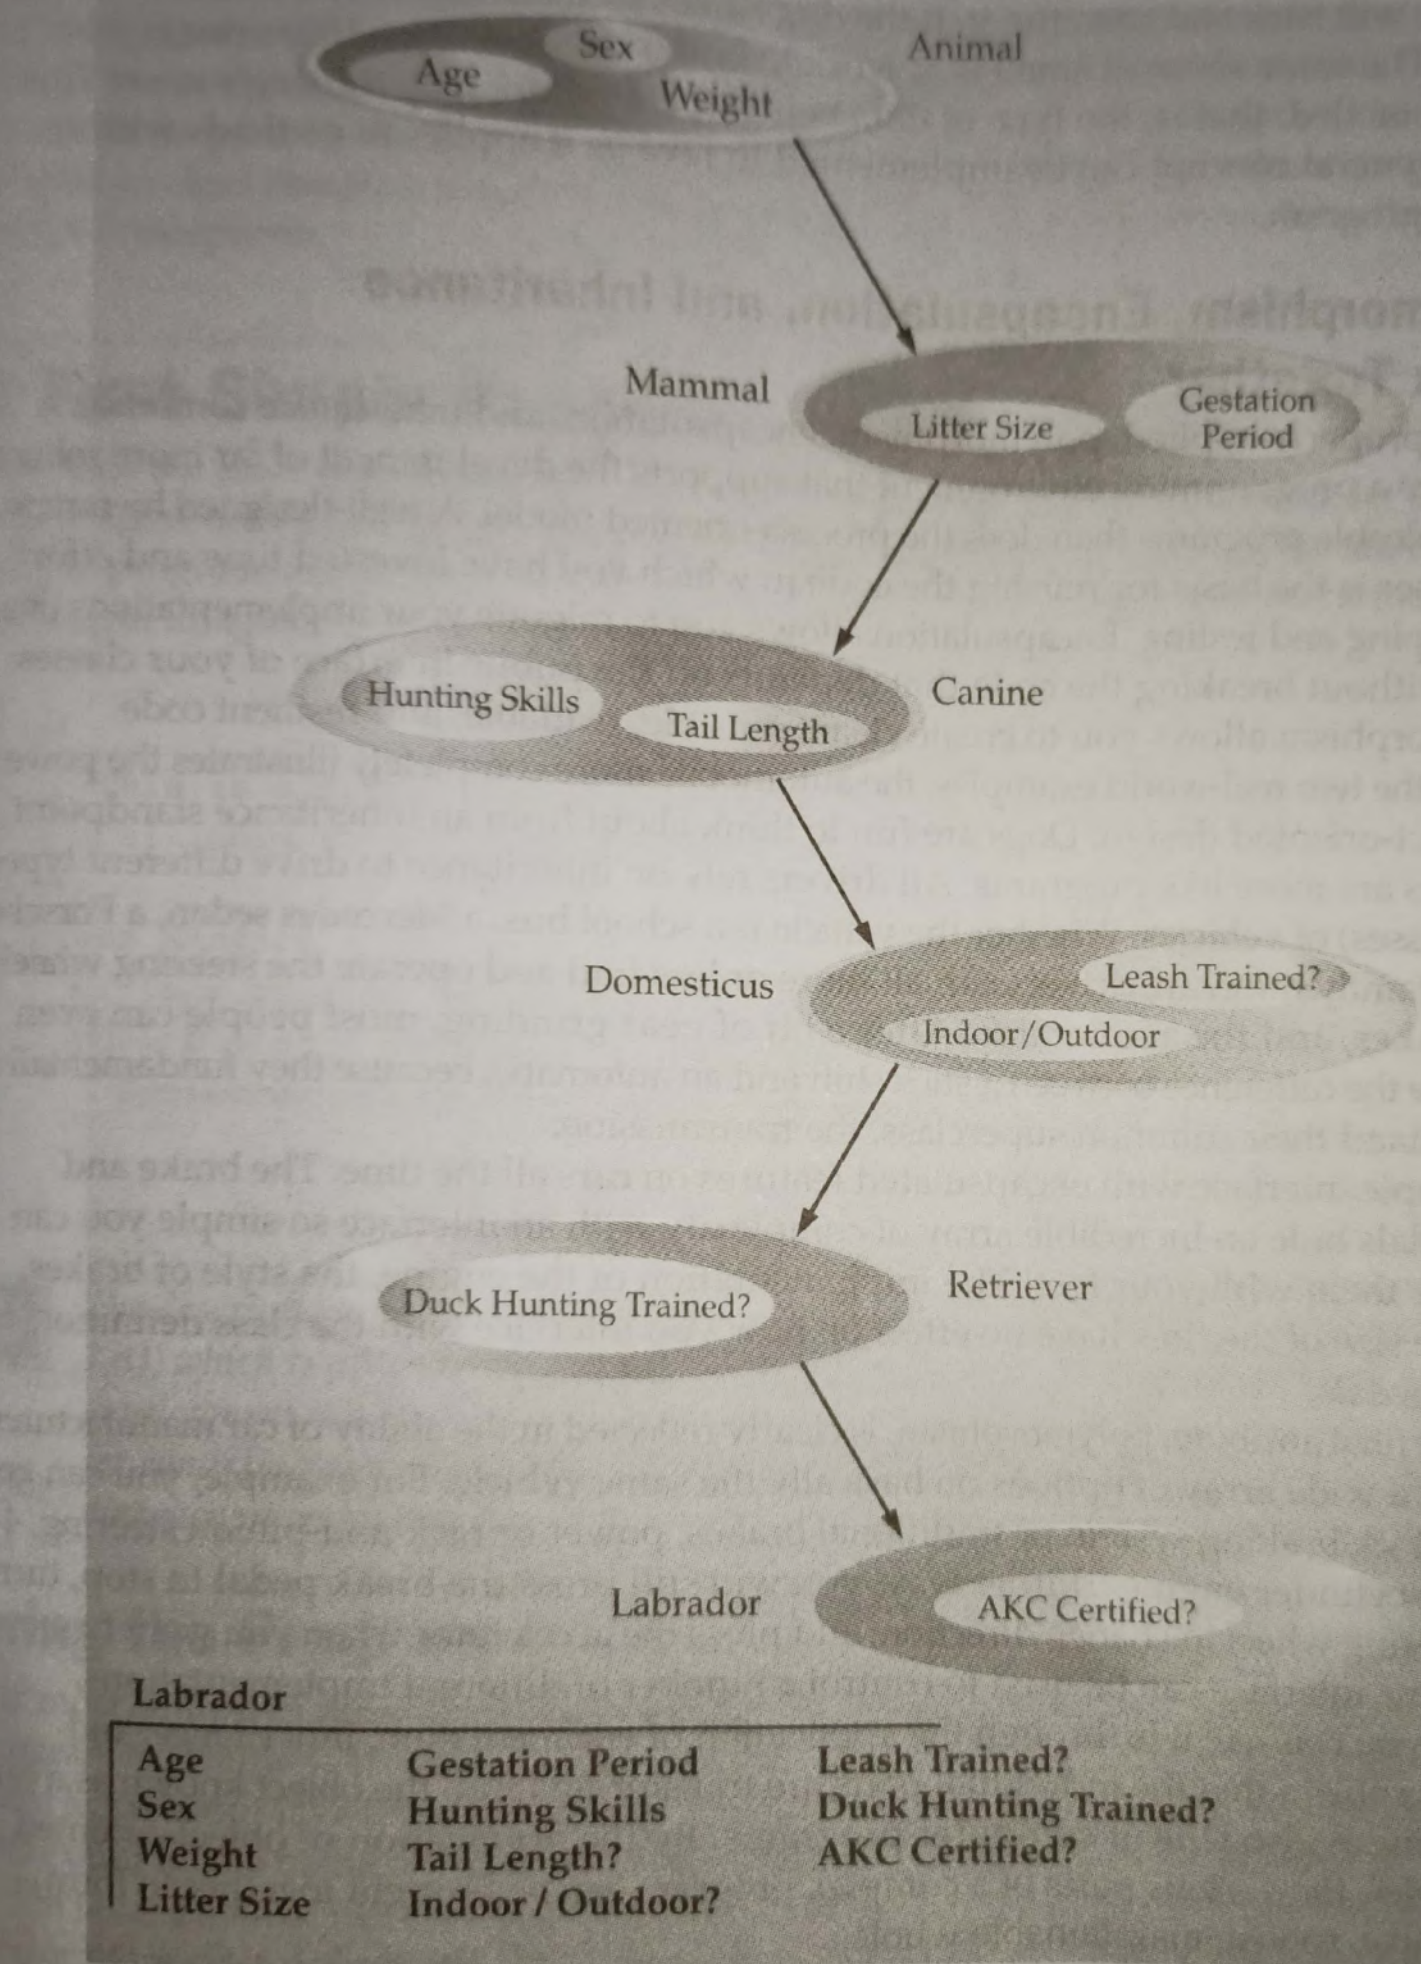 Sex
Age
Weight
Animal
Mammal
Litter Size
Gestation
Period
Hunting Skills
Tail Length
Canine
Domesticus
Leash Trained?
Indoor/Outdoor
Duck Hunting Trained?
Retriever
Labrador
AKC Certified?
Labrador
Age Gestation Period Leash Trained?
Sex Hunting Skills Duck Hunting Trained?
Weight Tail Length? AKC Certified?
Litter Size Indoor / Outdoor?